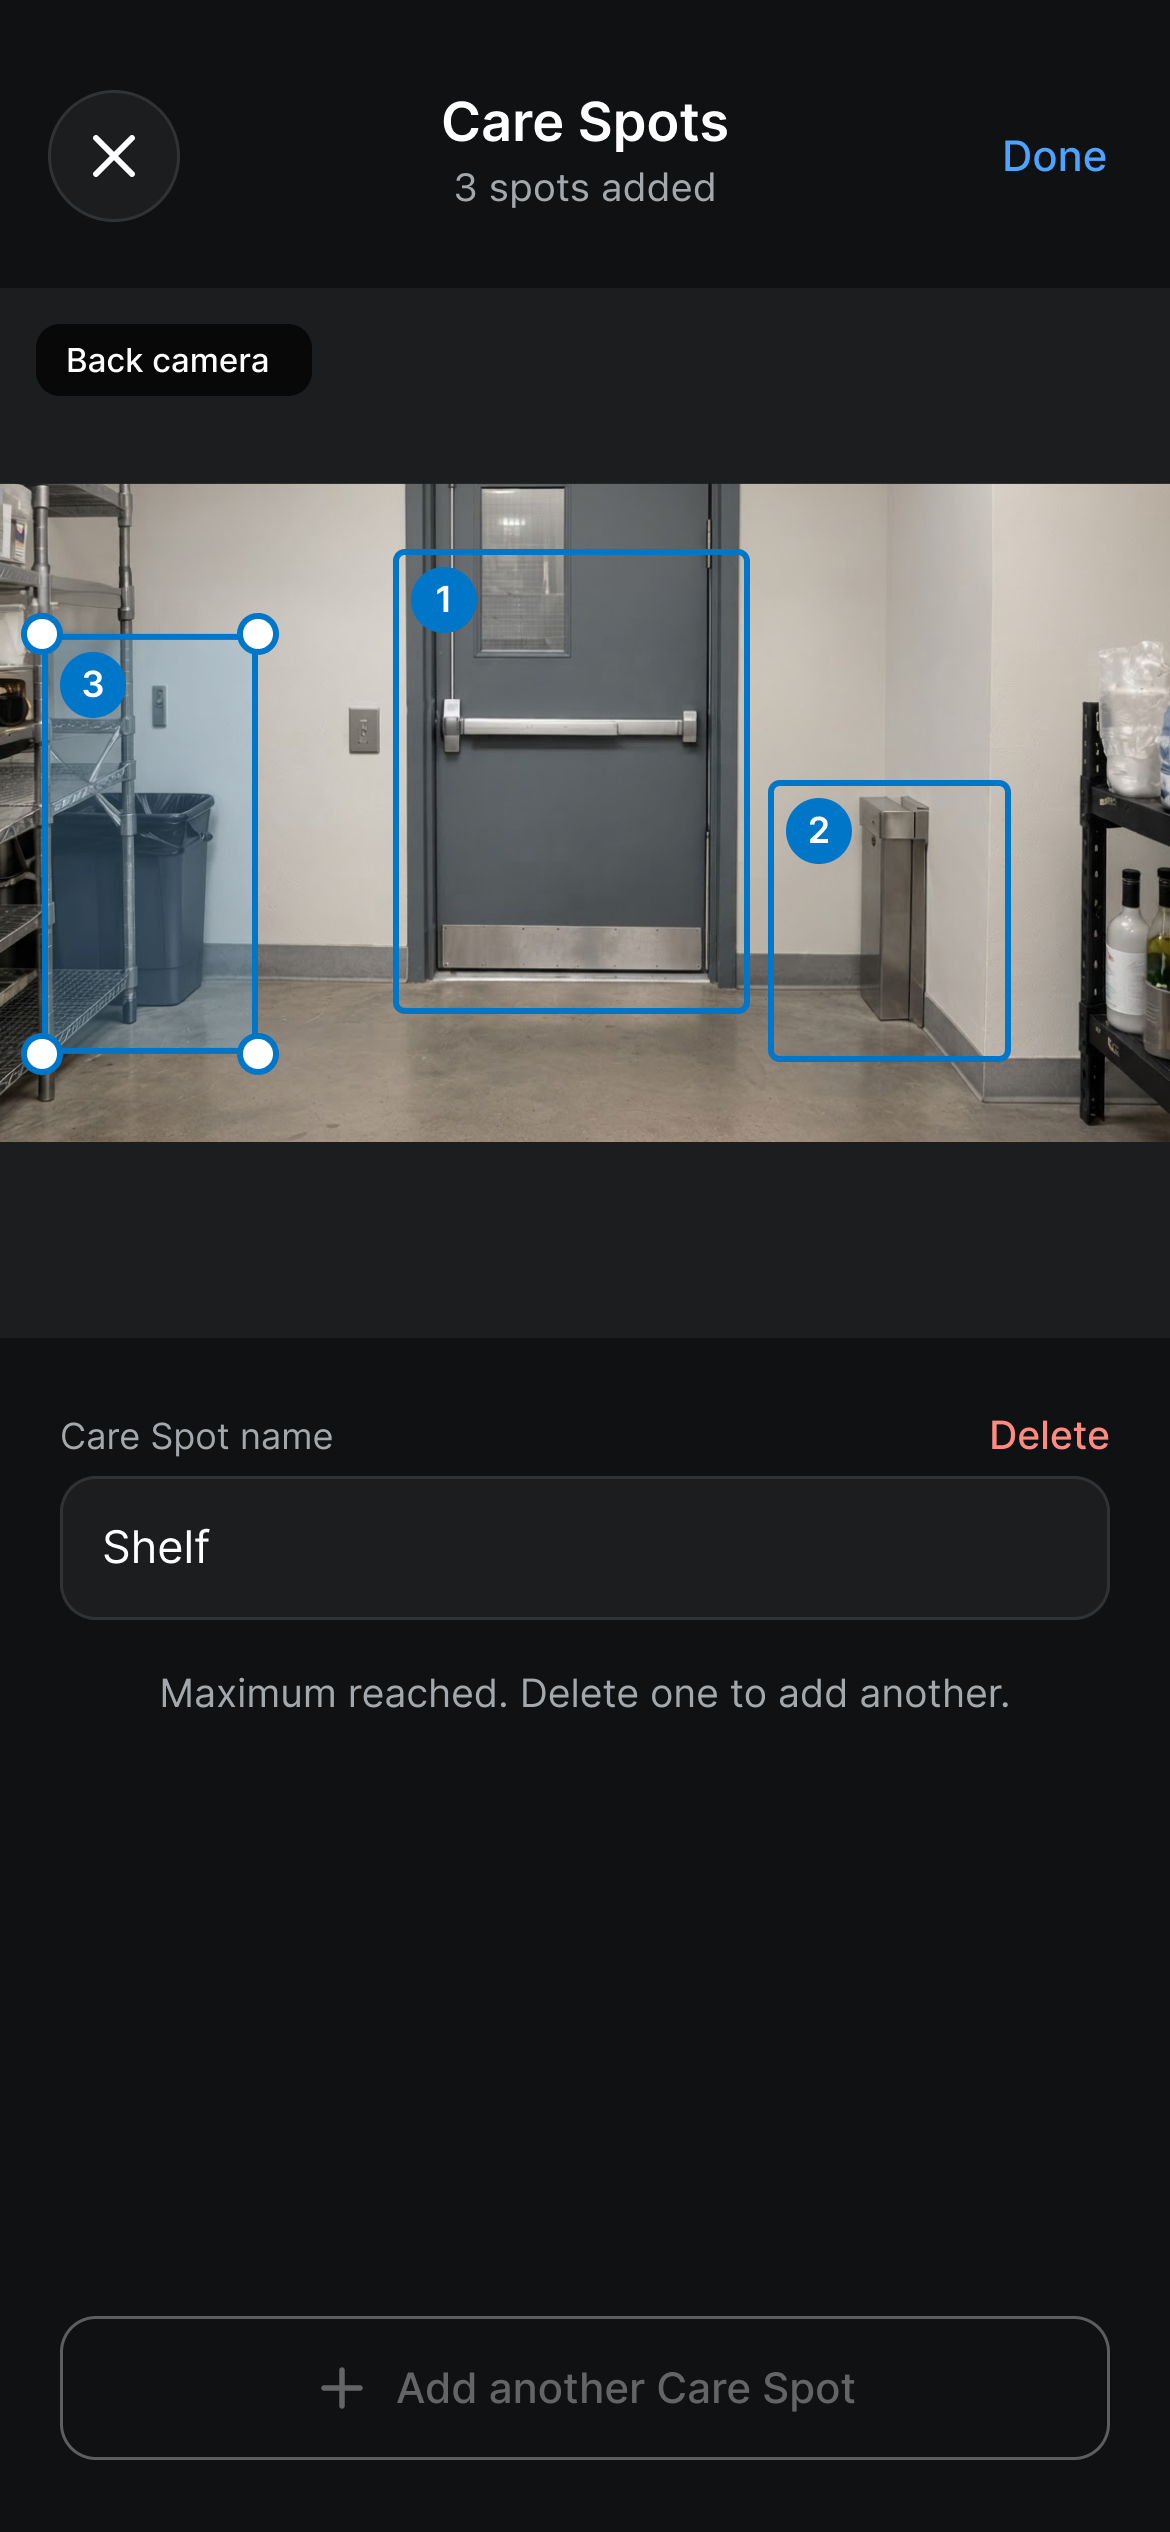 Care Spots
3 spots added
Done
Back camera
1
3
2
Care Spot name
Delete
Shelf
Maximum reached. Delete one to add another.
Add another Care Spot